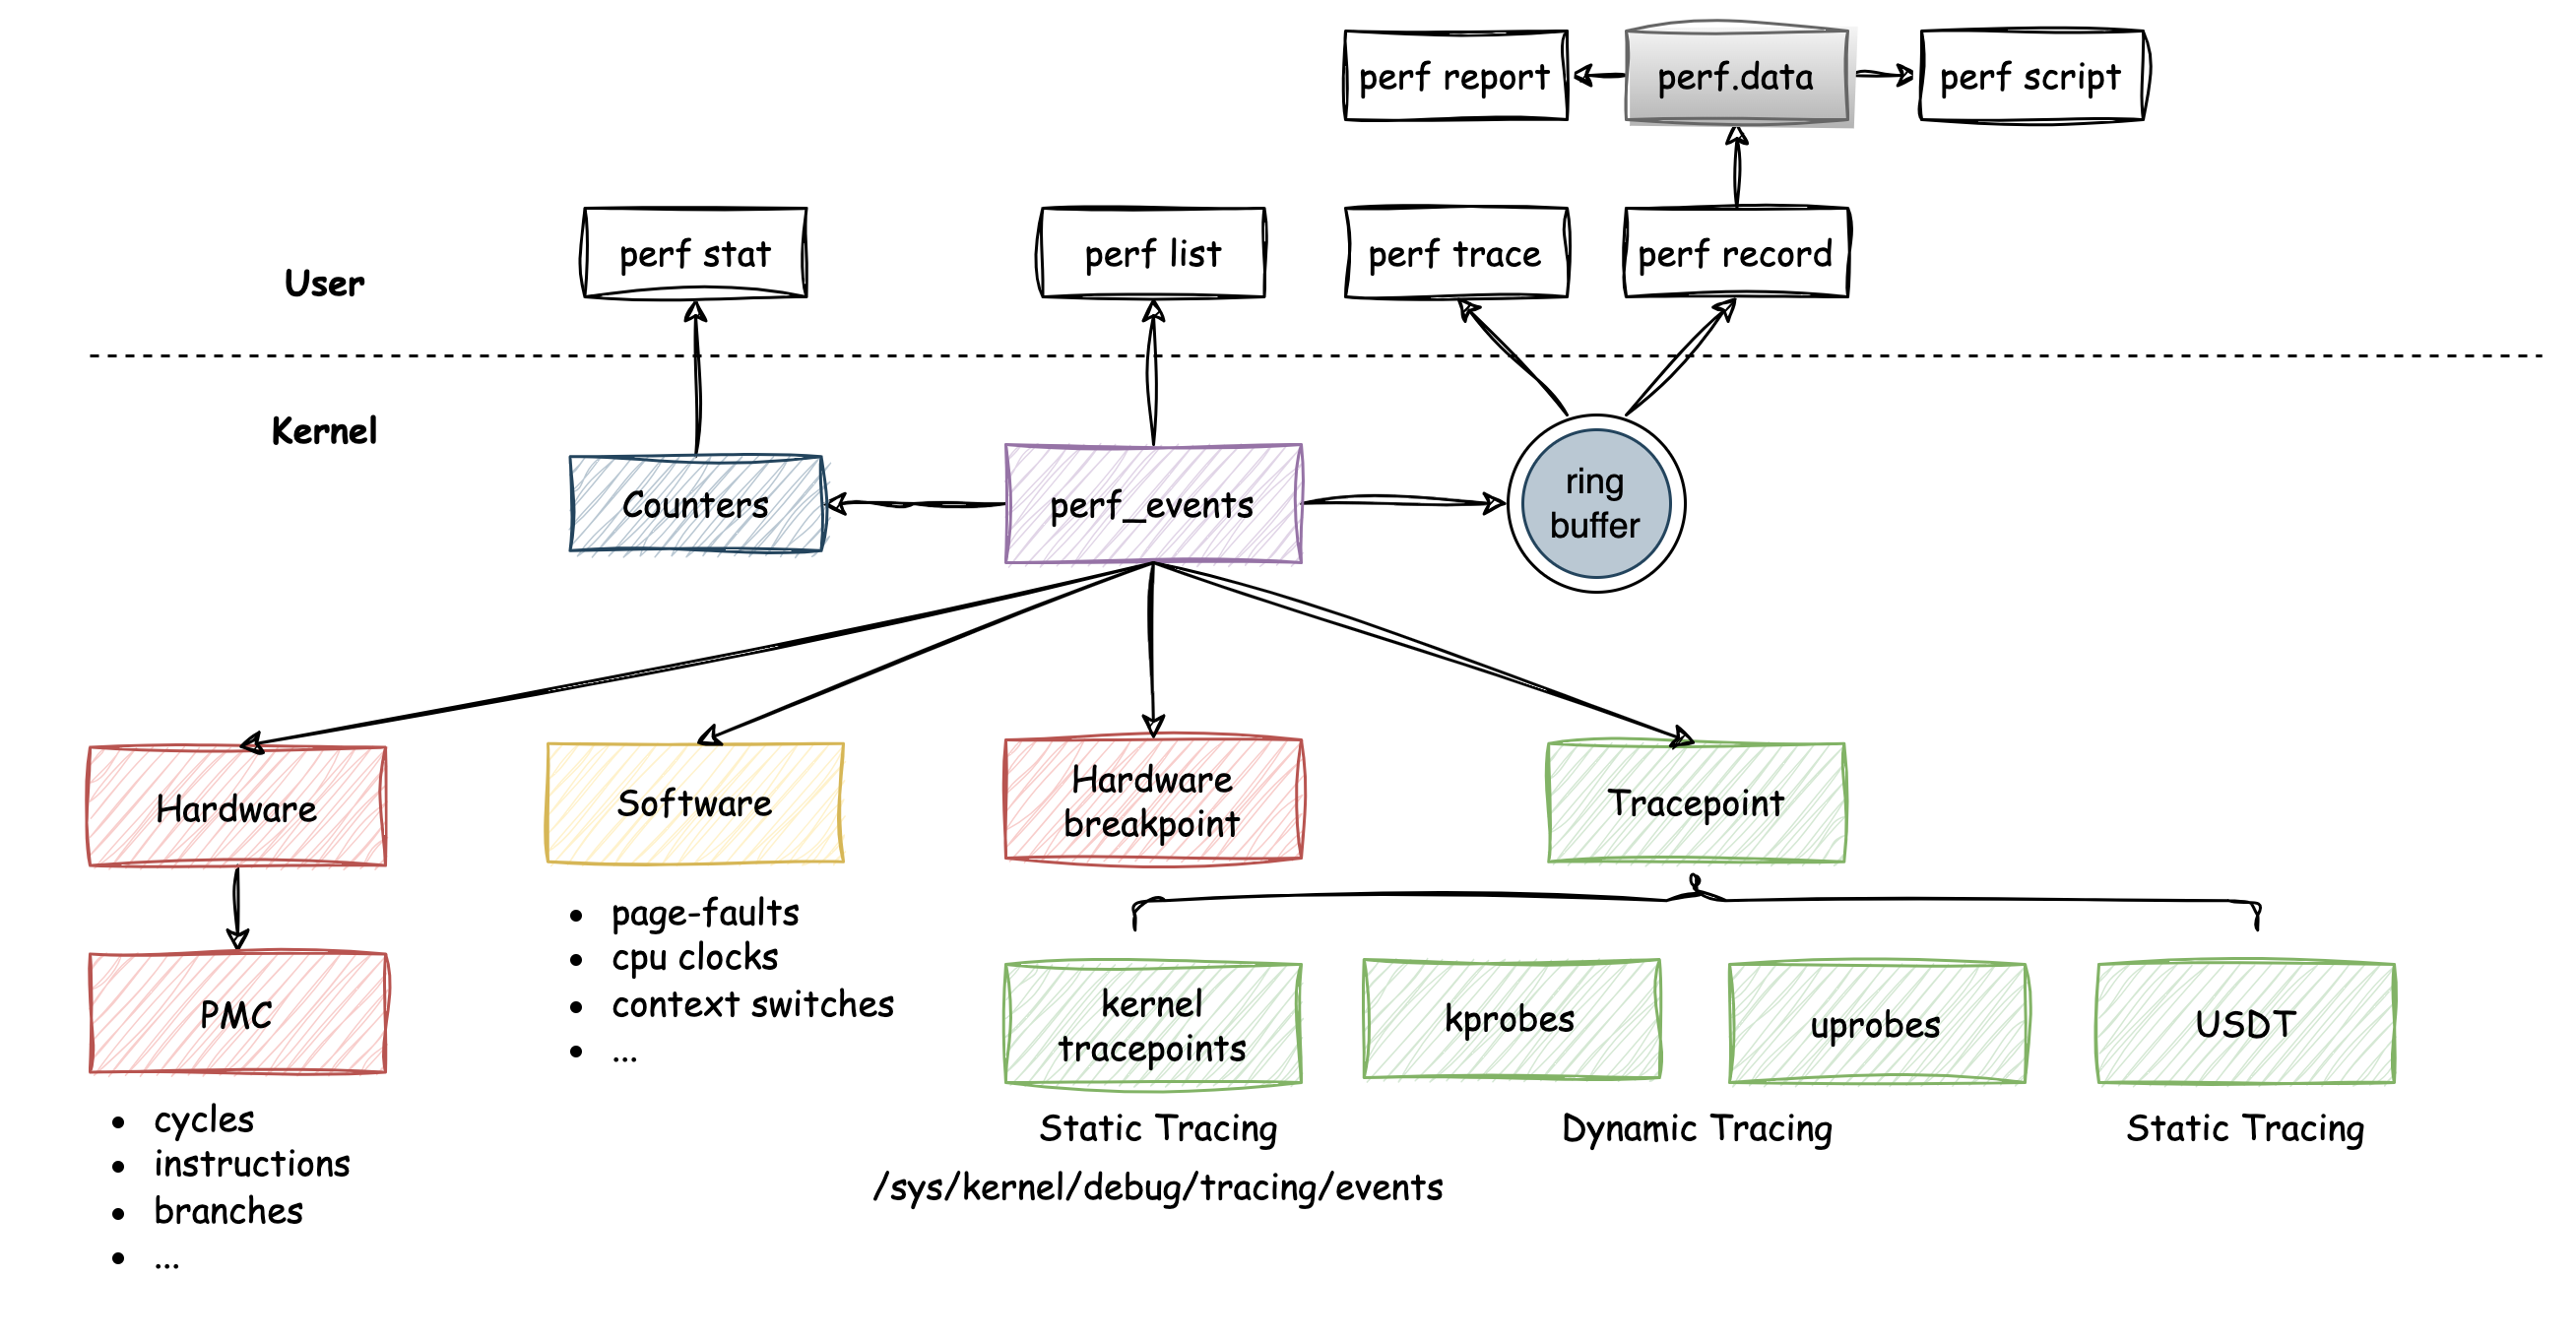 perf report
perf.data
perf script
perf stat
perf list
perf trace
perf record
User
Kernel
Counters
perf_events
ring
buffer
Hardware
Software
Hardware
breakpoint
Tracepoint
PMC
• page-faults
• cpu clocks
• context switches
• ...
kernel
tracepoints
kprobes
uprobes
USDT
• cycles
• instructions
• branches
• ...
Static Tracing
Dynamic Tracing
Static Tracing
/sys/kernel/debug/tracing/events